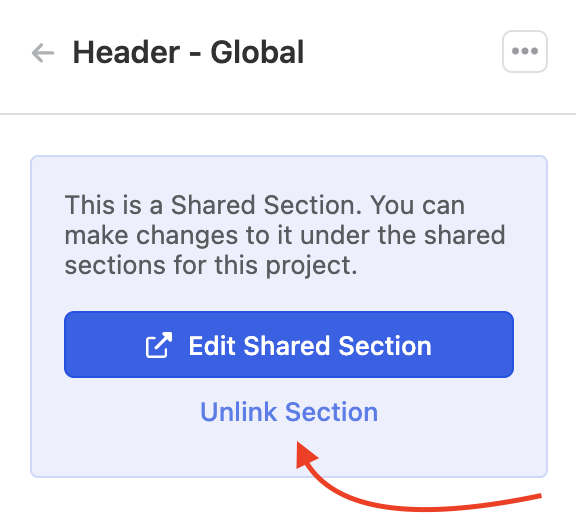 Header - Global
This is a Shared Section. You can
make changes to it under the shared
sections for this project.
Edit Shared Section
Unlink Section